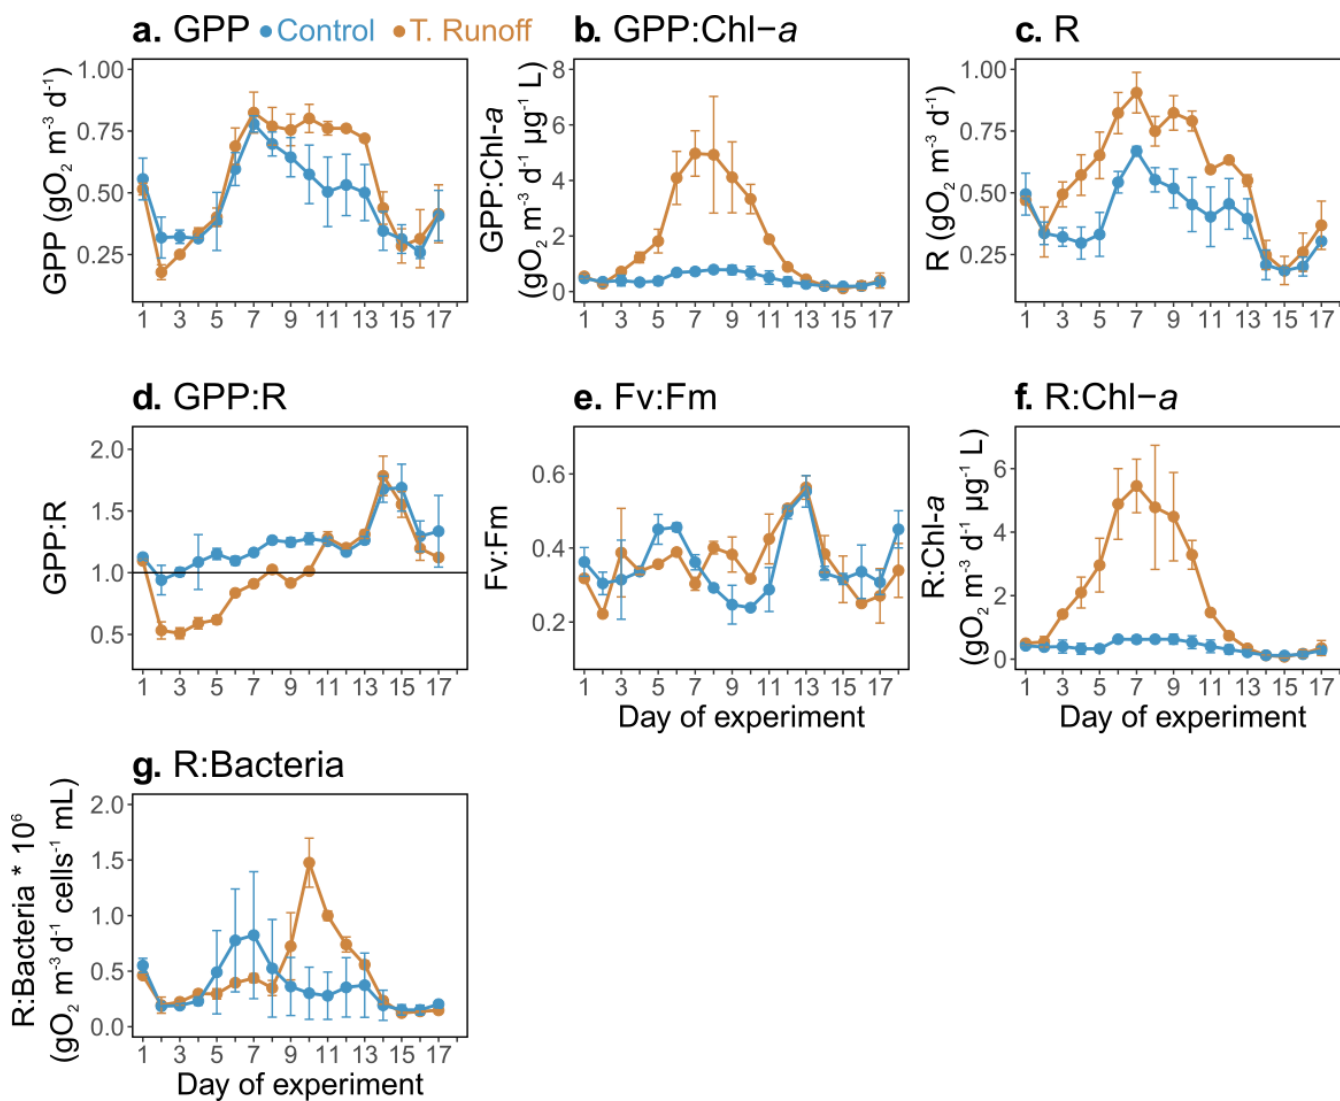 a. GPP ● Control ● T. Runoff
GPP (gO₂ m⁻³ d⁻¹)
1.00
0.75
0.50
0.25
1 3 5 7 9 11 13 15 17
b. GPP:Chl−a
GPP:Chl-a
(gO₂ m⁻³ d⁻¹ µg⁻¹ L)
8
6
4
2
0
1 3 5 7 9 11 13 15 17
c. R
R (gO₂ m⁻³ d⁻¹)
1.00
0.75
0.50
0.25
1 3 5 7 9 11 13 15 17
d. GPP:R
GPP:R
2.0
1.5
1.0
0.5
1 3 5 7 9 11 13 15 17
e. Fv:Fm
Fv:Fm
0.6
0.4
0.2
1 3 5 7 9 11 13 15 17
Day of experiment
f. R:Chl−a
R:Chl-a
(gO₂ m⁻³ d⁻¹ µg⁻¹ L)
6
4
2
0
1 3 5 7 9 11 13 15 17
Day of experiment
g. R:Bacteria
R:Bacteria * 10⁶
(gO₂ m⁻³ d⁻¹ cells⁻¹ mL)
2.0
1.5
1.0
0.5
0.0
1 3 5 7 9 11 13 15 17
Day of experiment